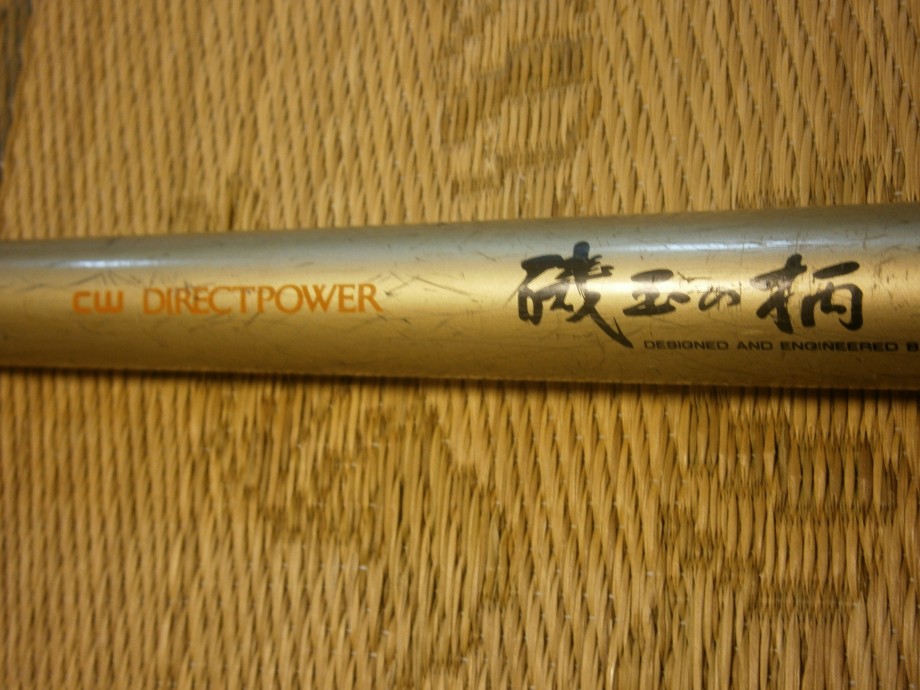 CW DIRECTPOWER
磯玉の柄
DESIGNED AND ENGINEERED B